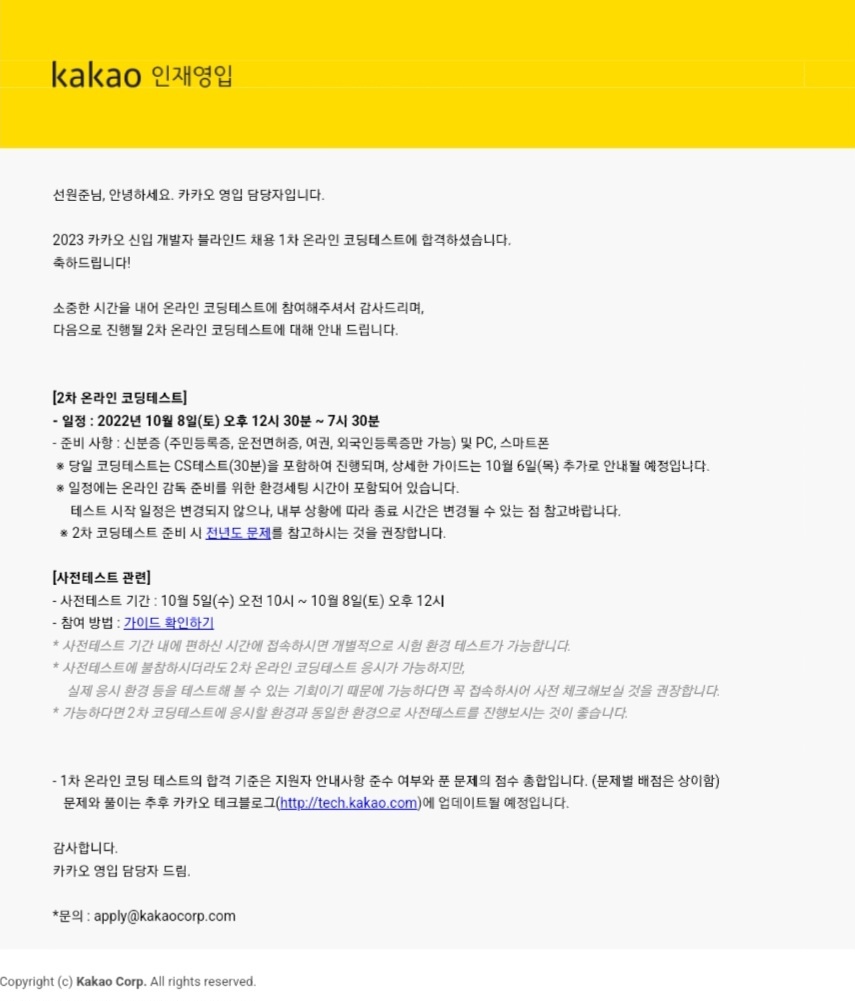 kakao 인재영입
선원준님, 안녕하세요. 카카오 영입 담당자입니다.
2023 카카오 신입 개발자 블라인드 채용 1차 온라인 코딩테스트에 합격하셨습니다.
축하드립니다!
소중한 시간을 내어 온라인 코딩테스트에 참여해주셔서 감사드리며,
다음으로 진행될 2차 온라인 코딩테스트에 대해 안내 드립니다.
[2차 온라인 코딩테스트]
- 일정 : 2022년 10월 8일(토) 오후 12시 30분 ~ 7시 30분
- 준비 사항 : 신분증 (주민등록증, 운전면허증, 여권, 외국인등록증만 가능) 및 PC, 스마트폰
※ 당일 코딩테스트는 CS테스트(30분)을 포함하여 진행되며, 상세한 가이드는 10월 6일(목) 추가로 안내될 예정입니다.
※ 일정에는 온라인 감독 준비를 위한 환경세팅 시간이 포함되어 있습니다.
테스트 시작 일정은 변경되지 않으나, 내부 상황에 따라 종료 시간은 변경될 수 있는 점 참고바랍니다.
※ 2차 코딩테스트 준비 시 전년도 문제를 참고하시는 것을 권장합니다.
[사전테스트 관련]
- 사전테스트 기간 : 10월 5일(수) 오전 10시 ~ 10월 8일(토) 오후 12시
- 참여 방법 : 가이드 확인하기
* 사전테스트 기간 내에 편하신 시간에 접속하시면 개별적으로 시험 환경 테스트가 가능합니다.
* 사전테스트에 불참하시더라도 2차 온라인 코딩테스트 응시가 가능하지만,
실제 응시 환경 등을 테스트해 볼 수 있는 기회이기 때문에 가능하다면 꼭 접속하시어 사전 체크해보실 것을 권장합니다.
* 가능하다면 2차 코딩테스트에 응시할 환경과 동일한 환경으로 사전테스트를 진행보시는 것이 좋습니다.
- 1차 온라인 코딩 테스트의 합격 기준은 지원자 안내사항 준수 여부와 푼 문제의 점수 총합입니다. (문제별 배점은 상이함)
문제와 풀이는 추후 카카오 테크블로그(http://tech.kakao.com)에 업데이트될 예정입니다.
감사합니다.
카카오 영입 담당자 드림.
*문의 : apply@kakaocorp.com
Copyright (c) Kakao Corp. All rights reserved.